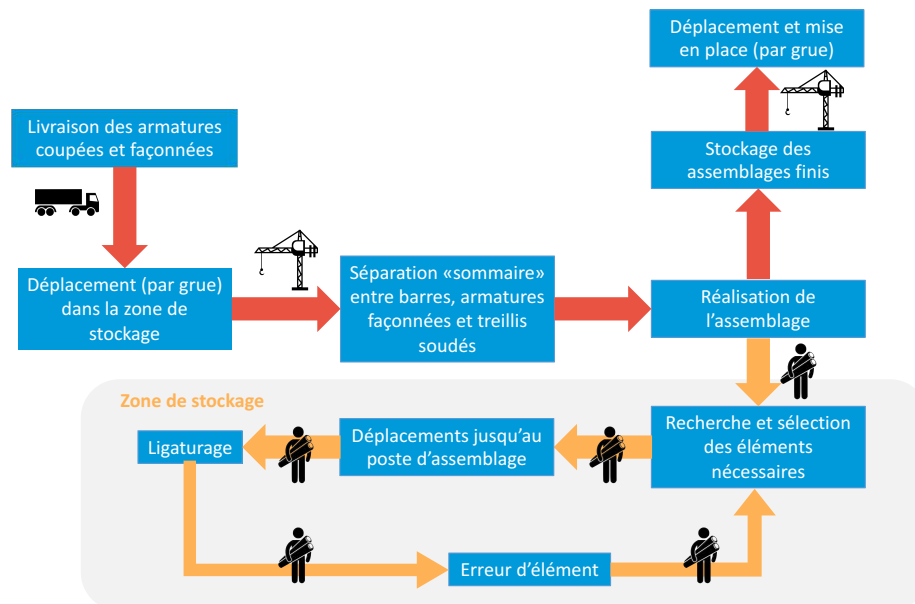 Déplacement et mise
en place (par grue)
Livraison des armatures
coupées et façonnées
Stockage des
assemblages finis
Déplacement (par grue)
dans la zone de
stockage
Séparation «sommaire»
entre barres, armatures
façonnées et treillis
soudés
Réalisation de
l'assemblage
Zone de stockage
Ligaturage
Déplacements jusqu'au
poste d'assemblage
Recherche et sélection
des éléments
nécessaires
Erreur d'élément